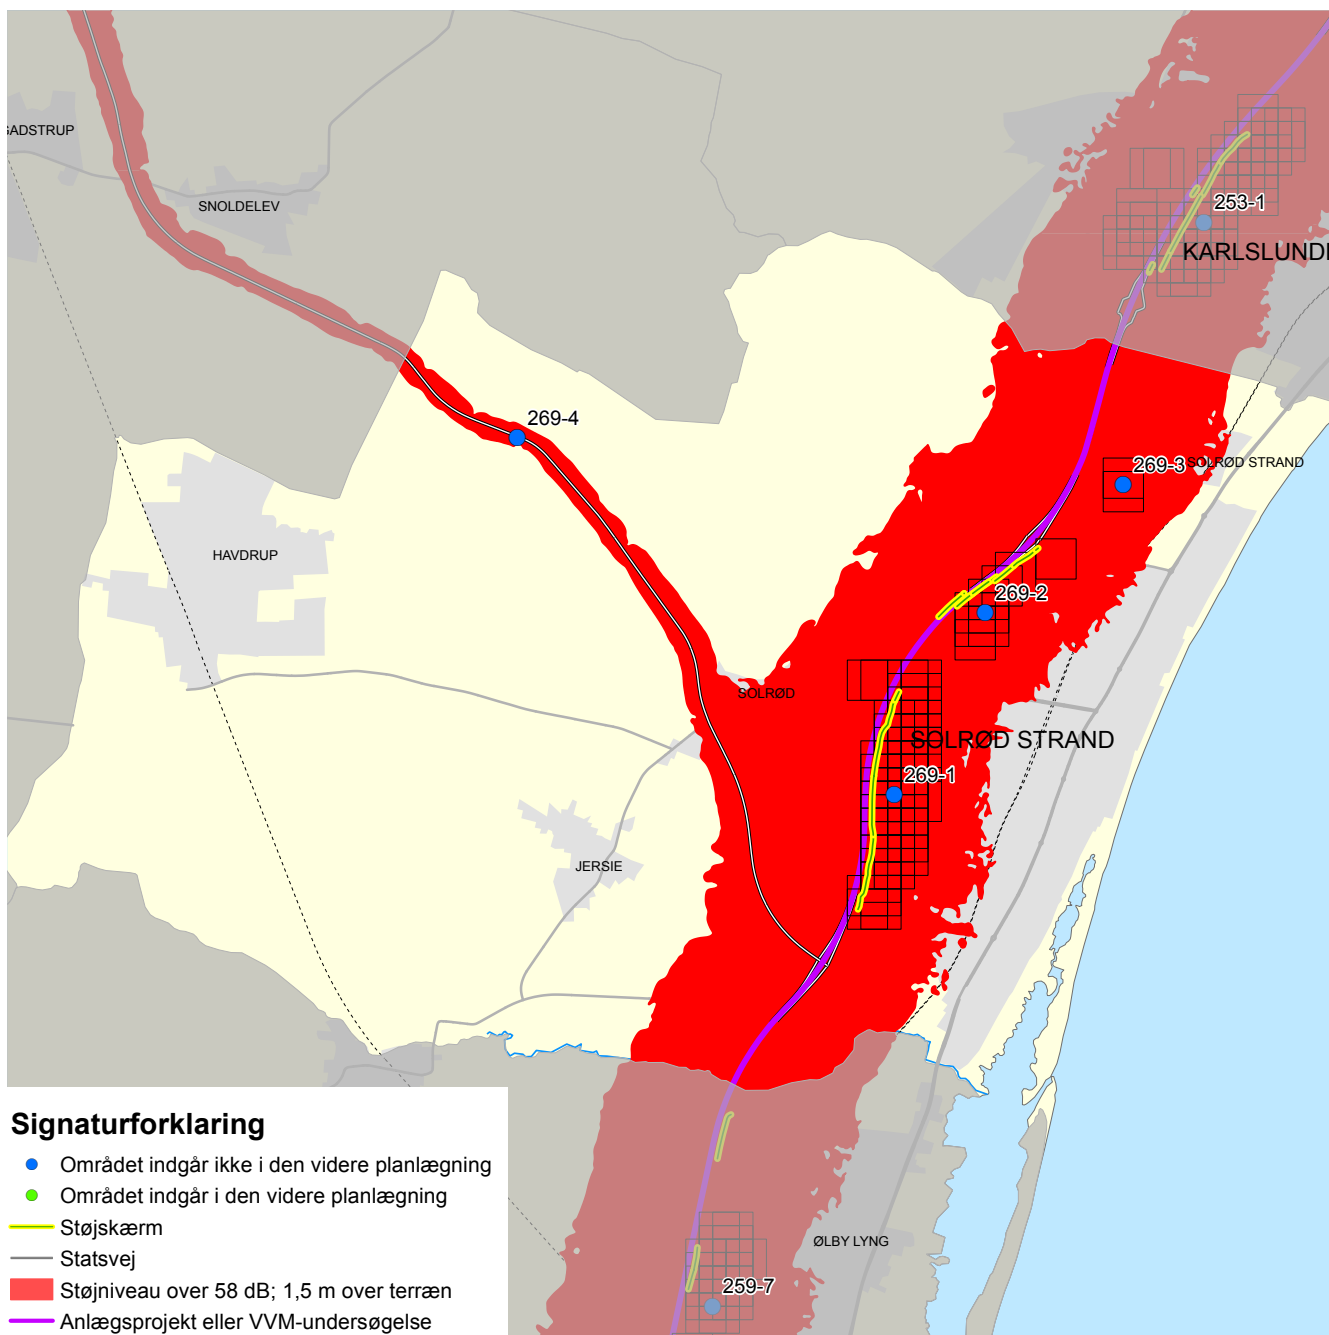 GADSTRUP
SNOLDELEV
253-1
KARLSLUNDE
269-4
269-3
SOLRØD STRAND
HAVDRUP
269-2
SOLRØD
SOLRØD STRAND
269-1
JERSIE
ØLBY LYNG
259-7
Signaturforklaring
Området indgår ikke i den videre planlægning
Området indgår i den videre planlægning
Støjskærm
Statsvej
Støjniveau over 58 dB; 1,5 m over terræn
Anlægsprojekt eller VVM-undersøgelse